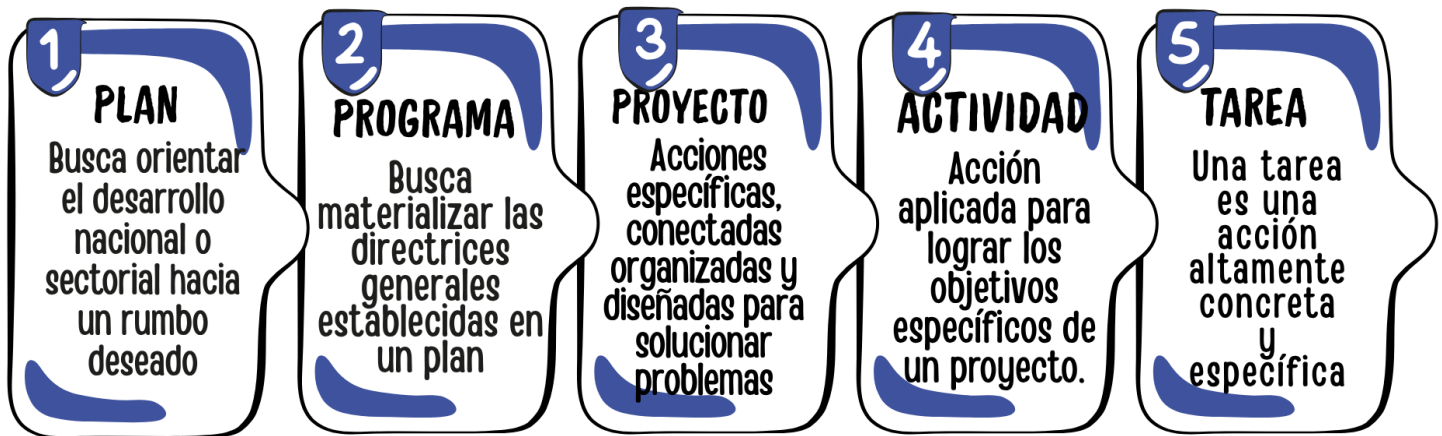 1
PLAN
Busca orientar
el desarrollo
nacional o
sectorial hacia
un rumbo
deseado
2
PROGRAMA
Busca
materializar las
directrices
generales
establecidas en
un plan
3
PROYECTO
Acciones
específicas,
conectadas
organizadas y
diseñadas para
solucionar
problemas
4
ACTIVIDAD
Acción
aplicada para
lograr los
objetivos
específicos de
un proyecto.
5
TAREA
Una tarea
es una
acción
altamente
concreta
y
específica